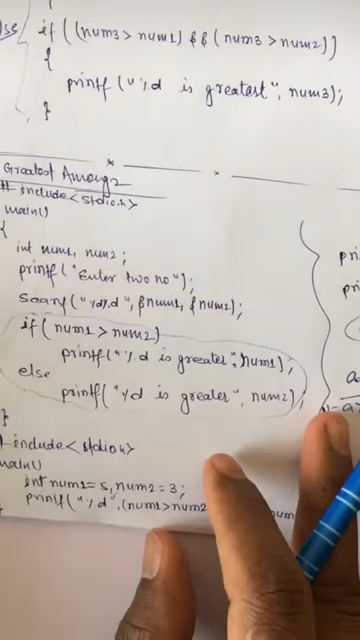 if ((num3 > num1) && (num3 > num2))
{
printf ("%d is greatest", num3);
}
Greatest Among 2
# include<stdio.h>
main()
{
int num1, num2;
printf ("Enter two no");
Scanf ("%d%d", &num1, &num2);
if ( num1 > num2)
printf ("%d is greater", num1);
else
printf ("%d is greater", num2);
}
# include<stdio.h>
main()
int num1=5, num2=3;
printf ("%d",(num1>num2